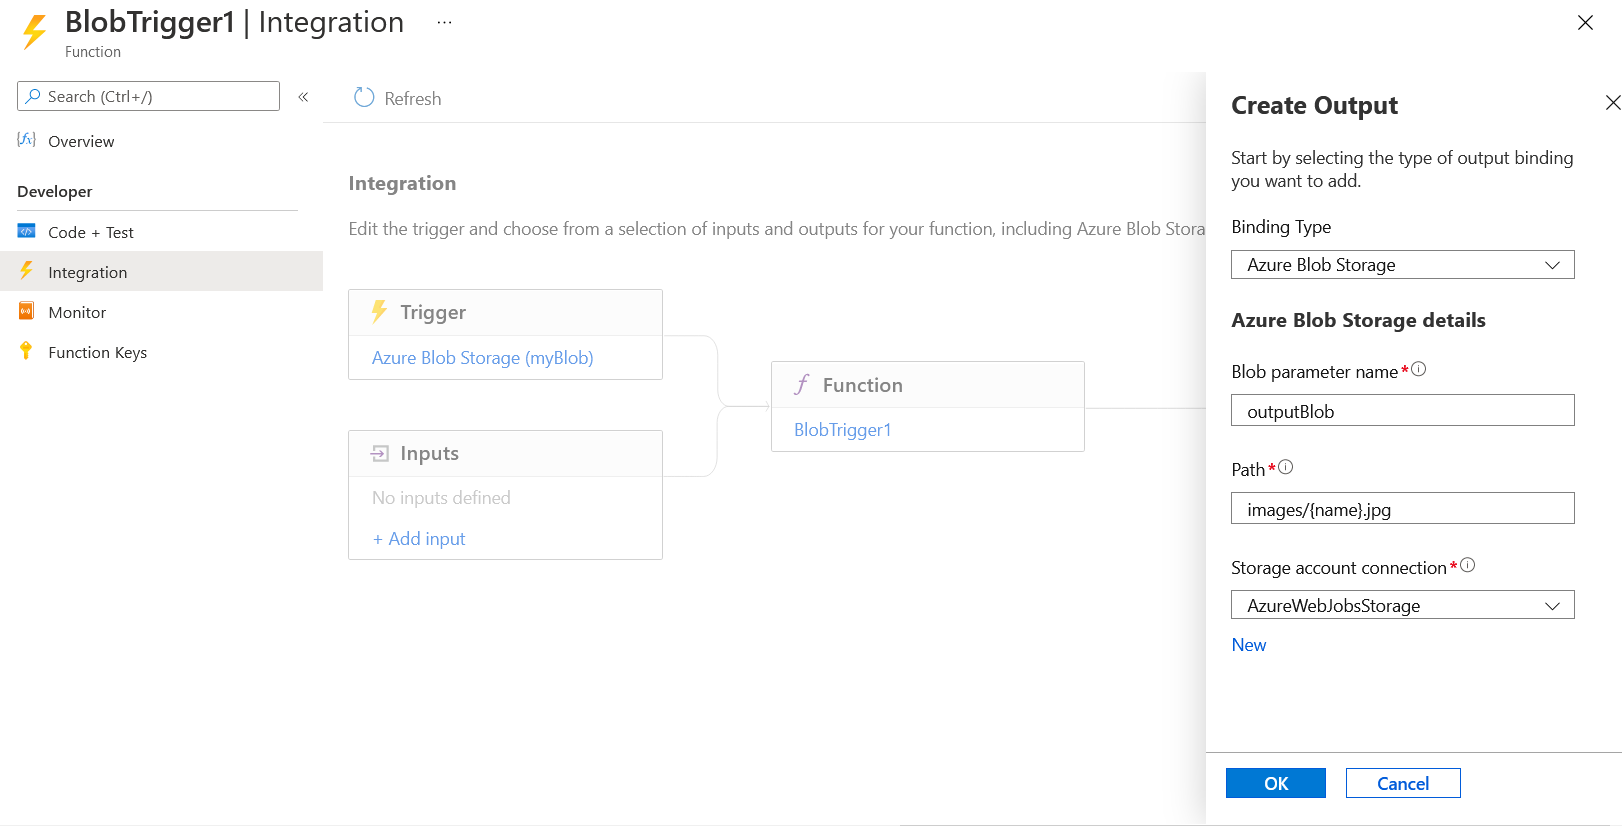 BlobTrigger1 | Integration ...
Function
Search (Ctrl+/)
«
Overview
Developer
Code + Test
Integration
Monitor
Function Keys
Refresh
Integration
Edit the trigger and choose from a selection of inputs and outputs for your function, including Azure Blob Stora
Trigger
Azure Blob Storage (myBlob)
Inputs
No inputs defined
+ Add input
Function
BlobTrigger1
Create Output
Start by selecting the type of output binding
you want to add.
Binding Type
Azure Blob Storage
Azure Blob Storage details
Blob parameter name*
outputBlob
Path*
images/{name}.jpg
Storage account connection*
AzureWebJobsStorage
New
OK
Cancel